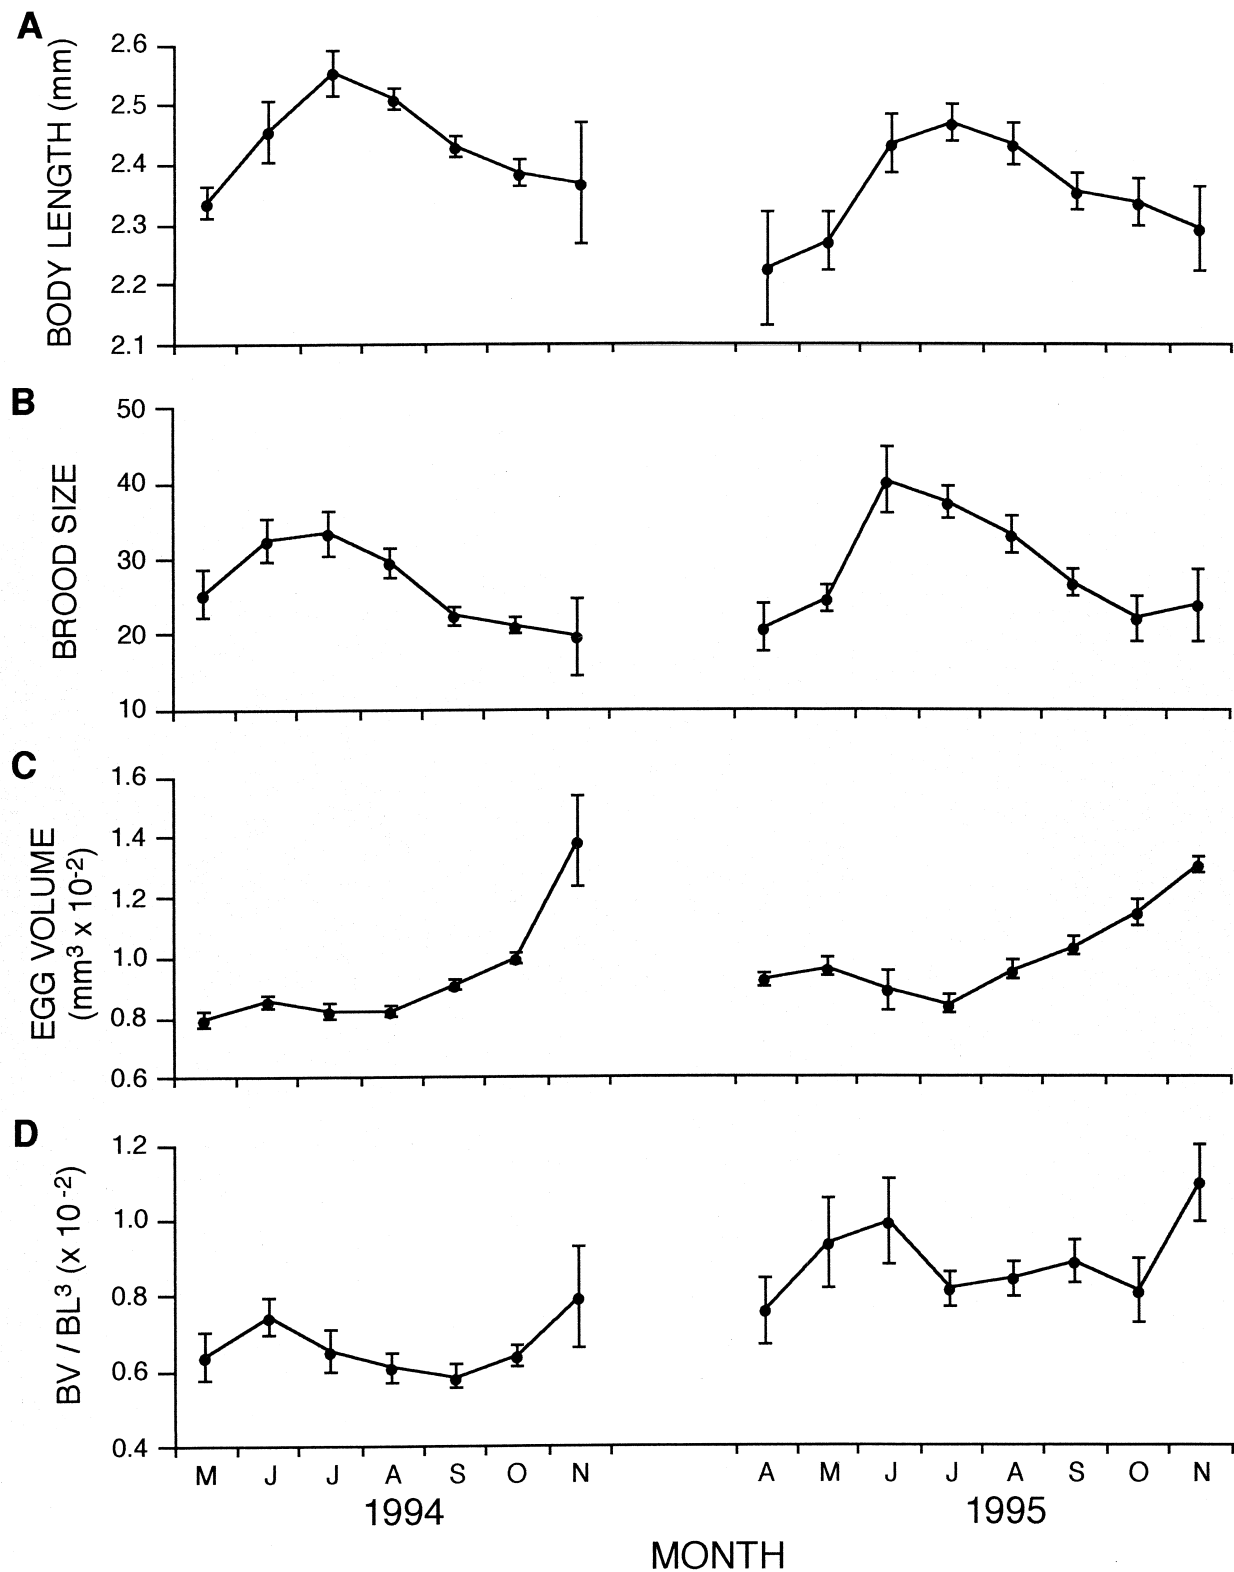 A
BODY LENGTH (mm)
2.6
2.5
2.4
2.3
2.2
2.1
B
BROOD SIZE
50
40
30
20
10
C
EGG VOLUME
(mm³ x 10⁻²)
1.6
1.4
1.2
1.0
0.8
0.6
D
BV / BL³ (x 10⁻²)
1.2
1.0
0.8
0.6
0.4
M J J A S O N A M J J A S O N
1994 1995
MONTH